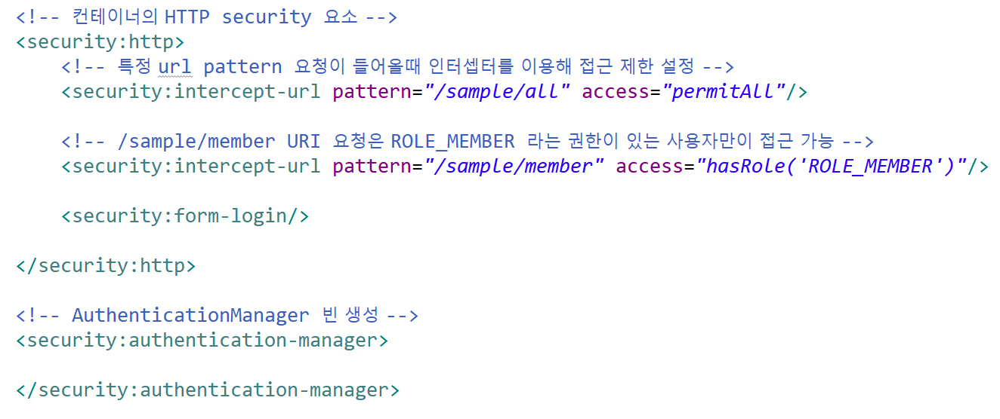 <!-- 컨테이너의 HTTP security 요소 -->
<security:http>
<!-- 특정 url pattern 요청이 들어올때 인터셉터를 이용해 접근 제한 설정 -->
<security:intercept-url pattern="/sample/all" access="permitAll"/>
<!-- /sample/member URI 요청은 ROLE_MEMBER 라는 권한이 있는 사용자만이 접근 가능 -->
<security:intercept-url pattern="/sample/member" access="hasRole('ROLE_MEMBER')"/>
<security:form-login/>
</security:http>
<!-- AuthenticationManager 빈 생성 -->
<security:authentication-manager>
</security:authentication-manager>